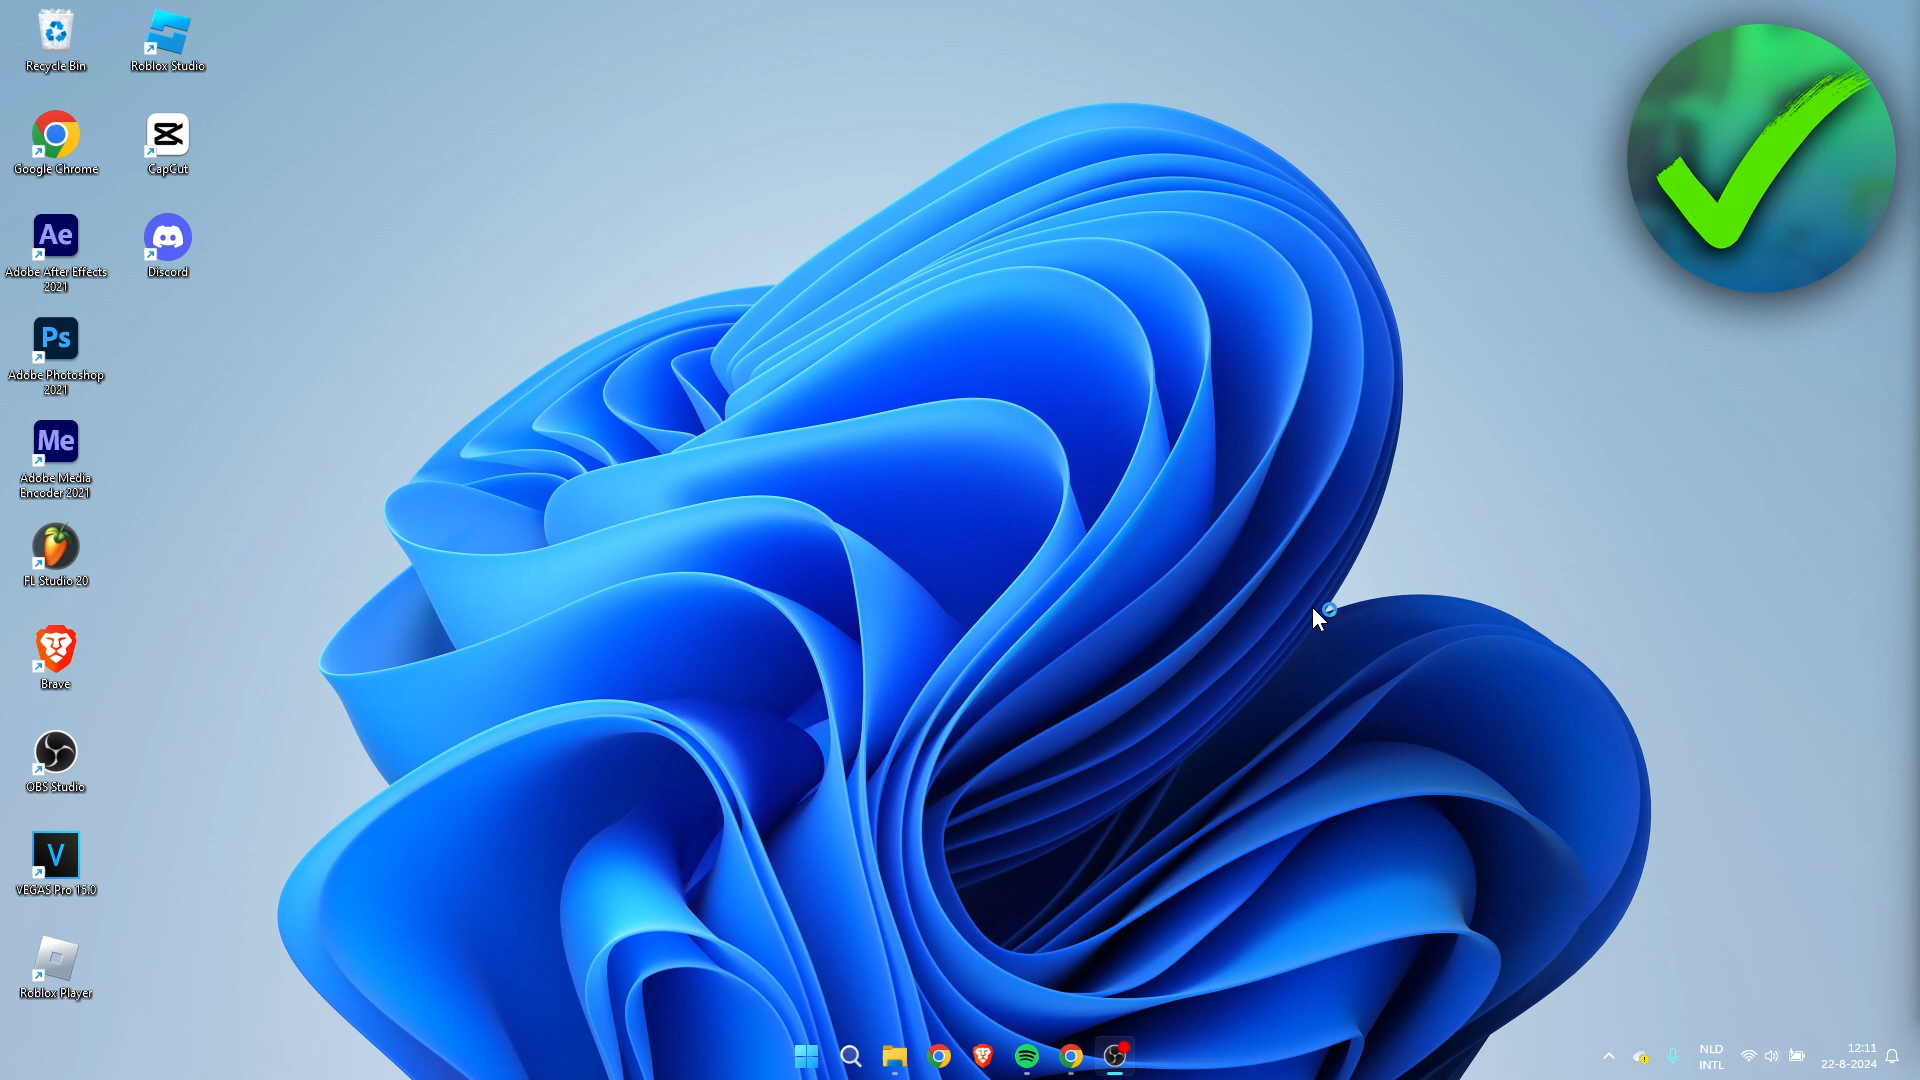 Recycle Bin
Roblox Studio
Google Chrome
CapCut
Ae
Adobe After Effects
2021
Discord
Ps
Adobe Photoshop
2021
Me
Adobe Media
Encoder 2021
FL Studio 20
Brave
OBS Studio
V
VEGAS Pro 15.0
Roblox Player
NLD
INTL
12:11
22-8-2024